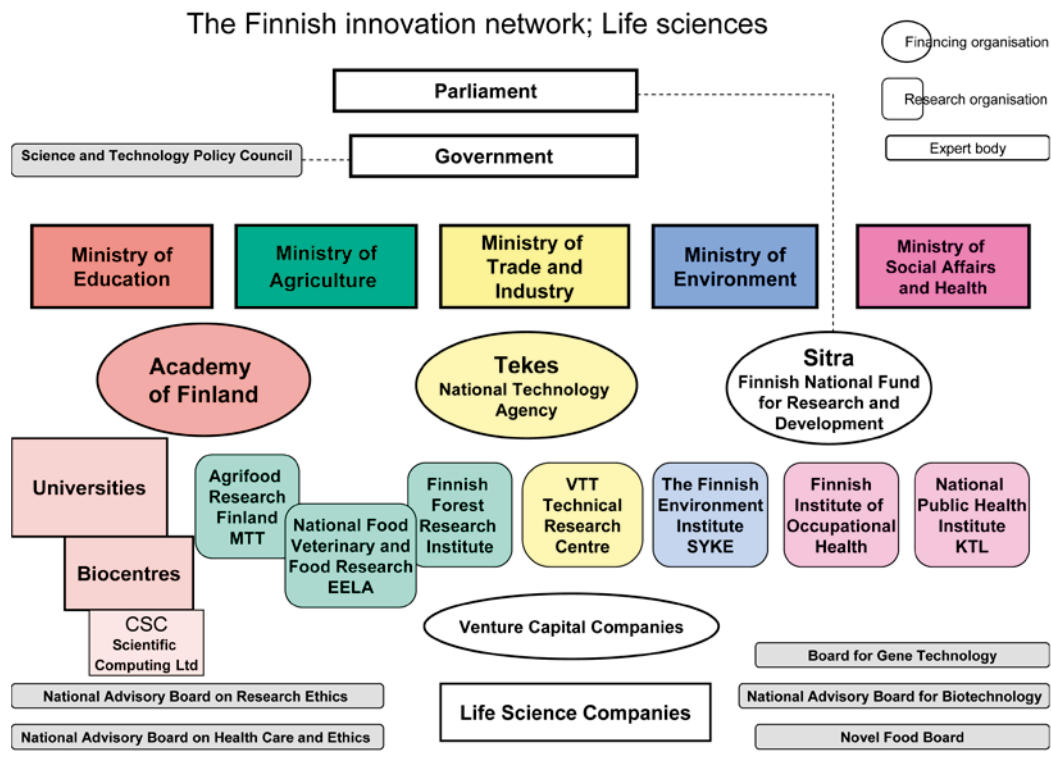 The Finnish innovation network; Life sciences
Financing organisation
Research organisation
Expert body
Parliament
Science and Technology Policy Council
Government
Ministry of
Education
Ministry of
Agriculture
Ministry of
Trade and
Industry
Ministry of
Environment
Ministry of
Social Affairs
and Health
Academy
of Finland
Tekes
National Technology
Agency
Sitra
Finnish National Fund
for Research and
Development
Universities
Biocentres
CSC
Scientific
Computing Ltd
Agrifood
Research
Finland
MTT
National Food
Veterinary and
Food Research
EELA
Finnish
Forest
Research
Institute
VTT
Technical
Research
Centre
The Finnish
Environment
Institute
SYKE
Finnish
Institute of
Occupational
Health
National
Public Health
Institute
KTL
Venture Capital Companies
Life Science Companies
National Advisory Board on Research Ethics
National Advisory Board on Health Care and Ethics
Board for Gene Technology
National Advisory Board for Biotechnology
Novel Food Board